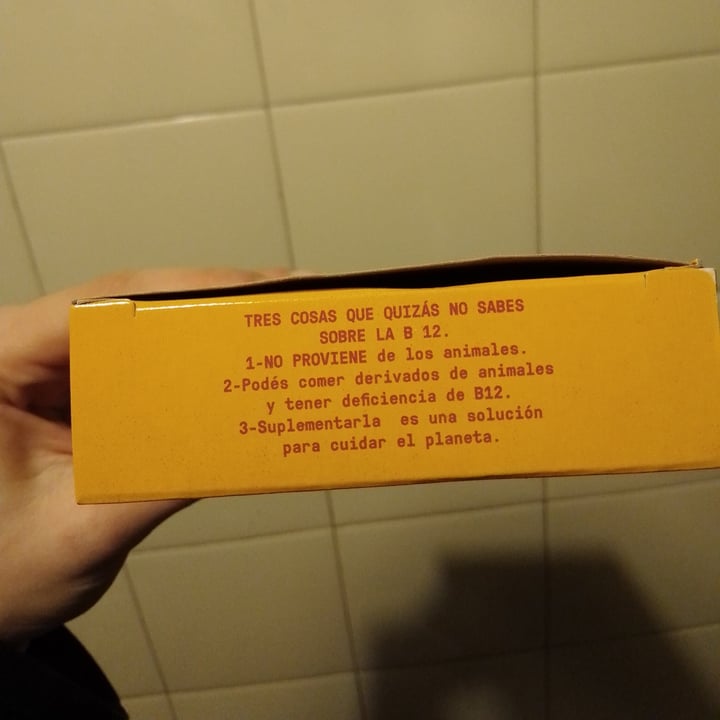 TRES COSAS QUE QUIZÁS NO SABES
SOBRE LA B 12.
1-NO PROVIENE de los animales.
2-Podés comer derivados de animales
y tener deficiencia de B12.
3-Suplementarla es una solución
para cuidar el planeta.